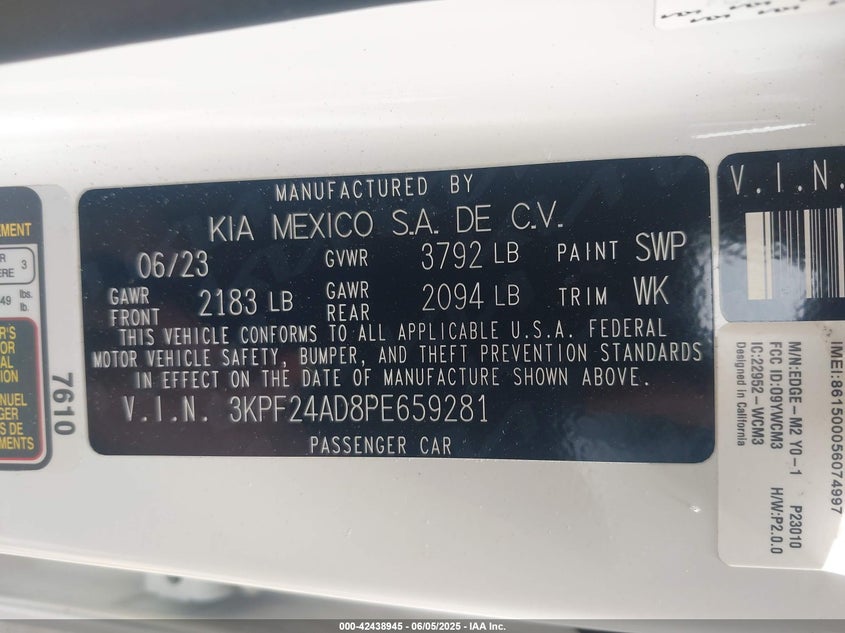 MANUFACTURED BY
KIA MEXICO S.A. DE C.V.
06/23 GVWR 3792 LB PAINT SWP
GAWR FRONT 2183 LB GAWR REAR 2094 LB TRIM WK
THIS VEHICLE CONFORMS TO ALL APPLICABLE U.S.A. FEDERAL
MOTOR VEHICLE SAFETY, BUMPER, AND THEFT PREVENTION STANDARDS
IN EFFECT ON THE DATE OF MANUFACTURE SHOWN ABOVE.
V.I.N. 3KPF24AD8PE659281
PASSENGER CAR
7610
V.I.N.
IMEI:861500056074997
M/N:EDGE-M2 Y0-1 P23010
FCC ID:09YWCM3 H/W:P2.0.0
IC:22952-WCM3
Designed in California
3
lbs.
lb.
000-42438945 - 06/05/2025 - IAA Inc.